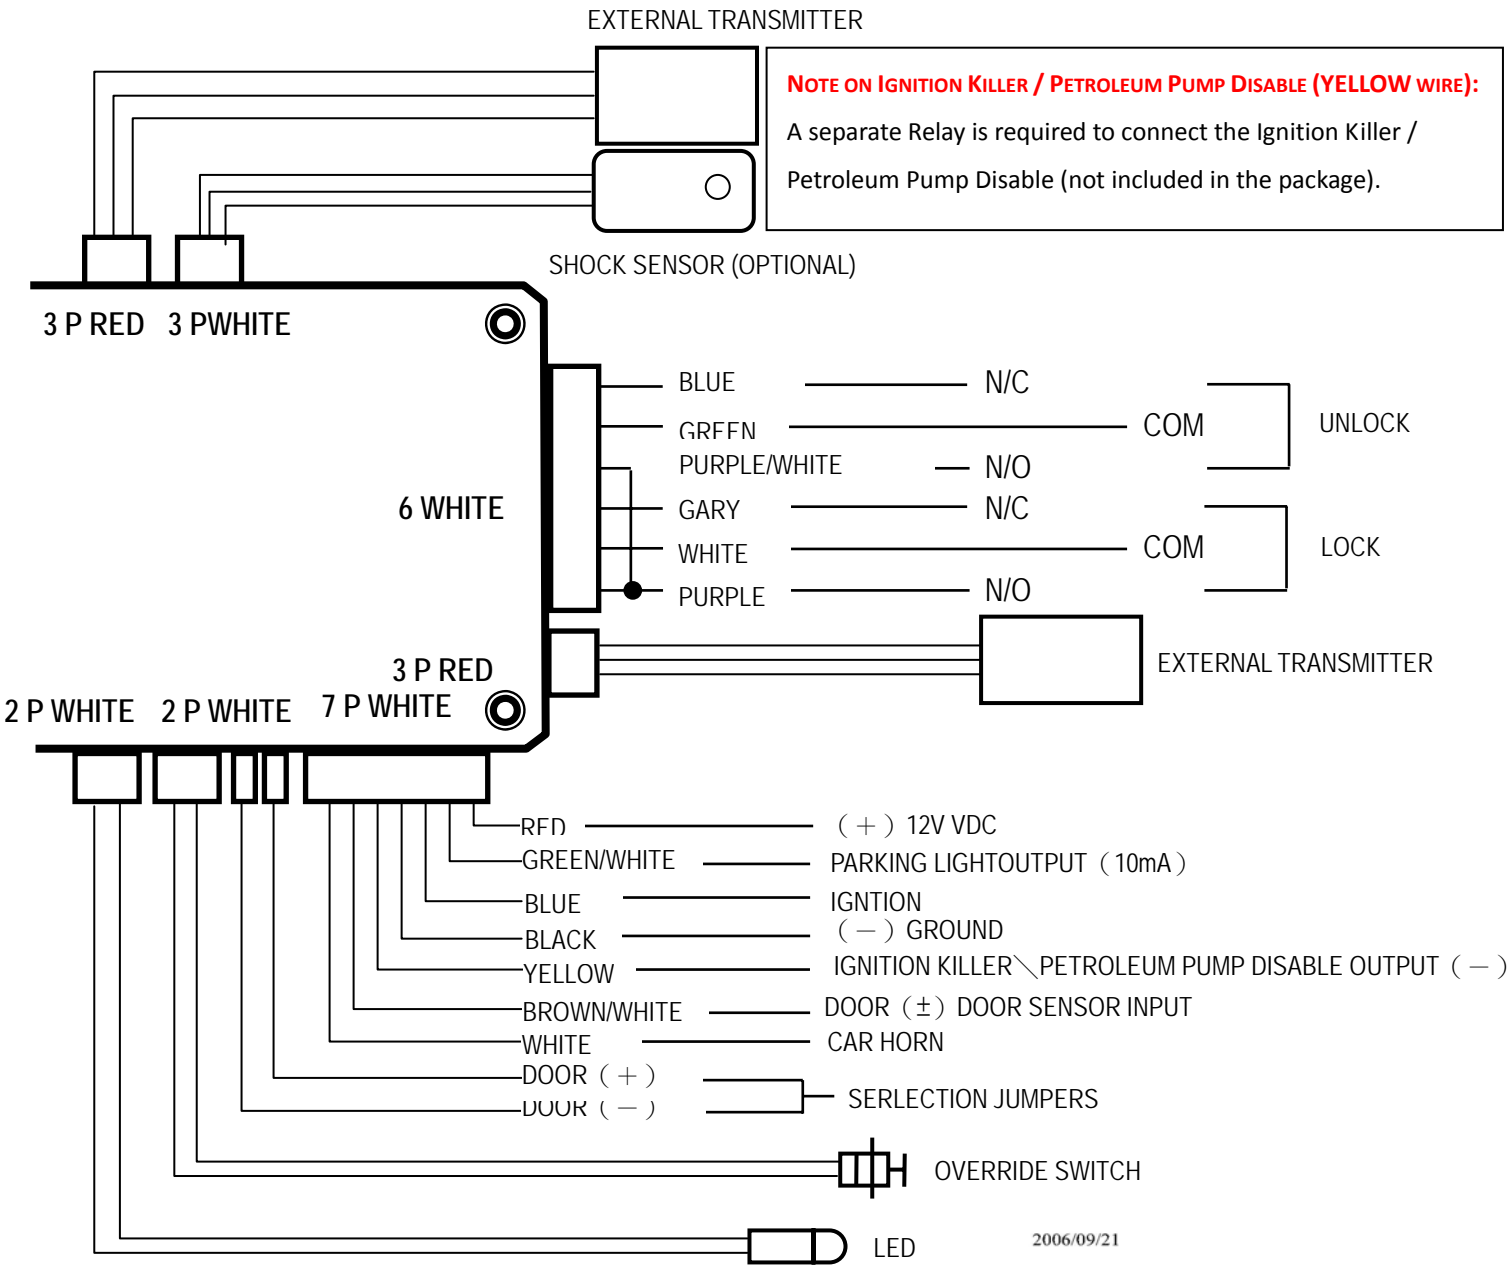 EXTERNAL TRANSMITTER
NOTE ON IGNITION KILLER / PETROLEUM PUMP DISABLE (YELLOW WIRE):
A separate Relay is required to connect the Ignition Killer /
Petroleum Pump Disable (not included in the package).
SHOCK SENSOR (OPTIONAL)
3 P RED 3 PWHITE
BLUE N/C
GREEN COM UNLOCK
PURPLE/WHITE N/O
6 WHITE
GARY N/C
WHITE COM LOCK
PURPLE N/O
3 P RED EXTERNAL TRANSMITTER
2 P WHITE 2 P WHITE 7 P WHITE
RED （＋）12V VDC
GREEN/WHITE PARKING LIGHTOUTPUT（10mA）
BLUE IGNTION
BLACK （－）GROUND
YELLOW IGNITION KILLER＼PETROLEUM PUMP DISABLE OUTPUT（－）
BROWN/WHITE DOOR（±）DOOR SENSOR INPUT
WHITE CAR HORN
DOOR（＋）
DOOR（－） SERLECTION JUMPERS
OVERRIDE SWITCH
LED 2006/09/21